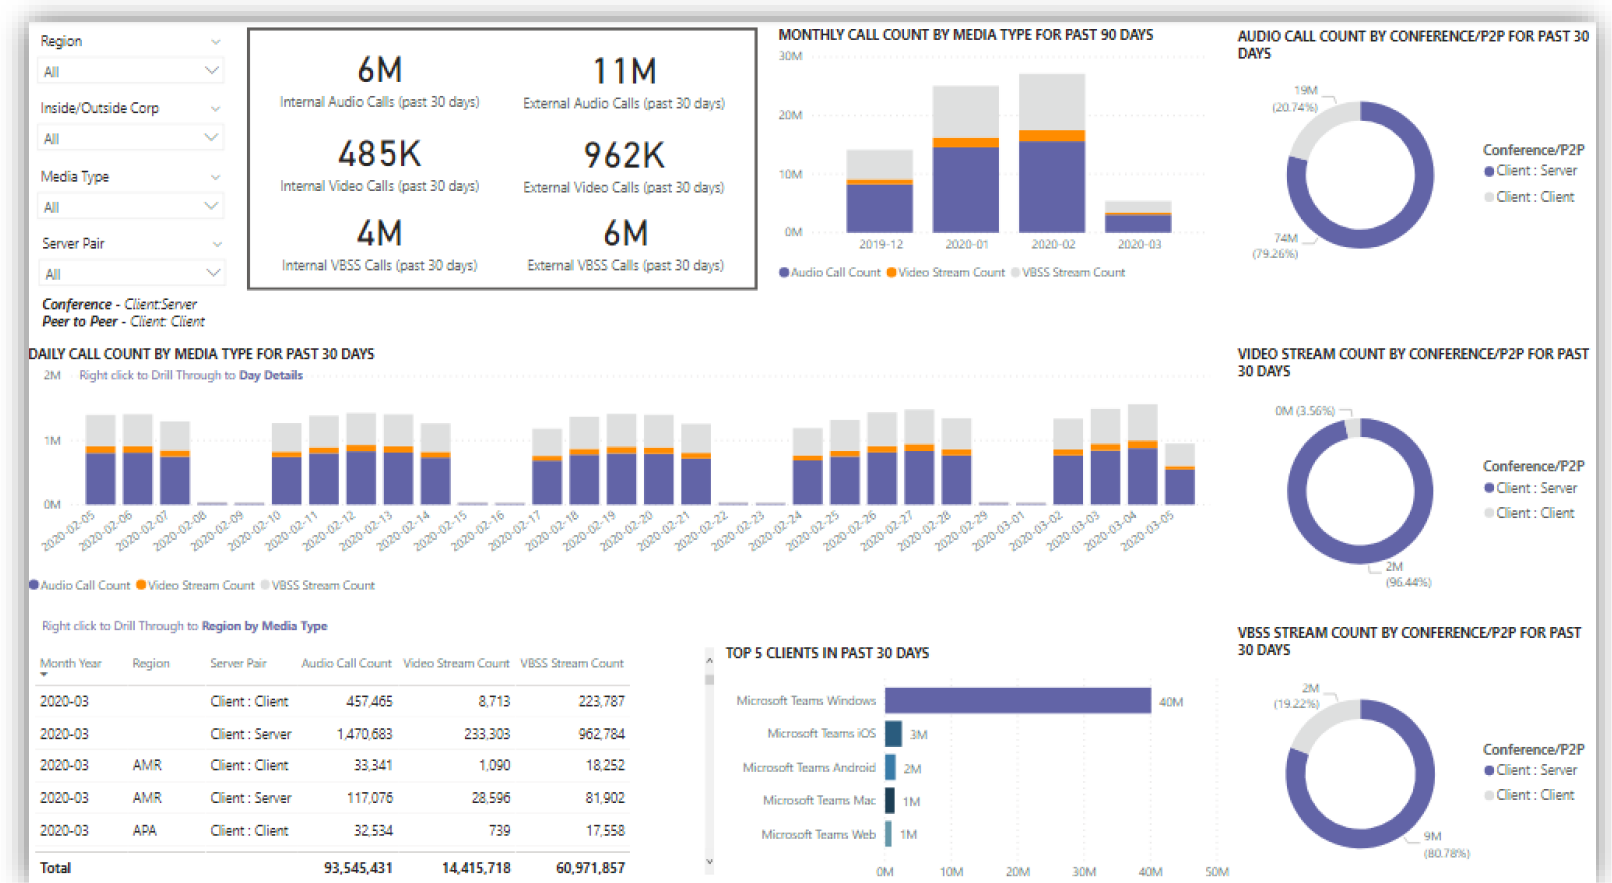 Region
All
Inside/Outside Corp
All
Media Type
All
Server Pair
All
Conference - Client:Server
Peer to Peer - Client: Client
6M
Internal Audio Calls (past 30 days)
11M
External Audio Calls (past 30 days)
485K
Internal Video Calls (past 30 days)
962K
External Video Calls (past 30 days)
4M
Internal VBSS Calls (past 30 days)
6M
External VBSS Calls (past 30 days)
MONTHLY CALL COUNT BY MEDIA TYPE FOR PAST 90 DAYS
30M
20M
10M
0M
2019-12 2020-01 2020-02 2020-03
Audio Call Count Video Stream Count VBSS Stream Count
AUDIO CALL COUNT BY CONFERENCE/P2P FOR PAST 30
DAYS
19M
(20.74%)
74M
(79.26%)
Conference/P2P
Client : Server
Client : Client
DAILY CALL COUNT BY MEDIA TYPE FOR PAST 30 DAYS
2M
Right click to Drill Through to Day Details
1M
0M
2020-02-05 2020-02-06 2020-02-07 2020-02-08 2020-02-09 2020-02-10 2020-02-11 2020-02-12 2020-02-13 2020-02-14 2020-02-15 2020-02-16 2020-02-17 2020-02-18 2020-02-19 2020-02-20 2020-02-21 2020-02-22 2020-02-23 2020-02-24 2020-02-25 2020-02-26 2020-02-27 2020-02-28 2020-02-29 2020-03-01 2020-03-02 2020-03-03 2020-03-04 2020-03-05
Audio Call Count Video Stream Count VBSS Stream Count
VIDEO STREAM COUNT BY CONFERENCE/P2P FOR PAST
30 DAYS
0M (3.56%)
2M
(96.44%)
Conference/P2P
Client : Server
Client : Client
Right click to Drill Through to Region by Media Type
Month Year Region Server Pair Audio Call Count Video Stream Count VBSS Stream Count
2020-03 Client : Client 457,465 8,713 223,787
2020-03 Client : Server 1,470,683 233,303 962,784
2020-03 AMR Client : Client 33,341 1,090 18,252
2020-03 AMR Client : Server 117,076 28,596 81,902
2020-03 APA Client : Client 32,534 739 17,558
Total 93,545,431 14,415,718 60,971,857
TOP 5 CLIENTS IN PAST 30 DAYS
Microsoft Teams Windows 40M
Microsoft Teams iOS 3M
Microsoft Teams Android 2M
Microsoft Teams Mac 1M
Microsoft Teams Web 1M
0M 10M 20M 30M 40M 50M
VBSS STREAM COUNT BY CONFERENCE/P2P FOR PAST
30 DAYS
2M
(19.22%)
9M
(80.78%)
Conference/P2P
Client : Server
Client : Client